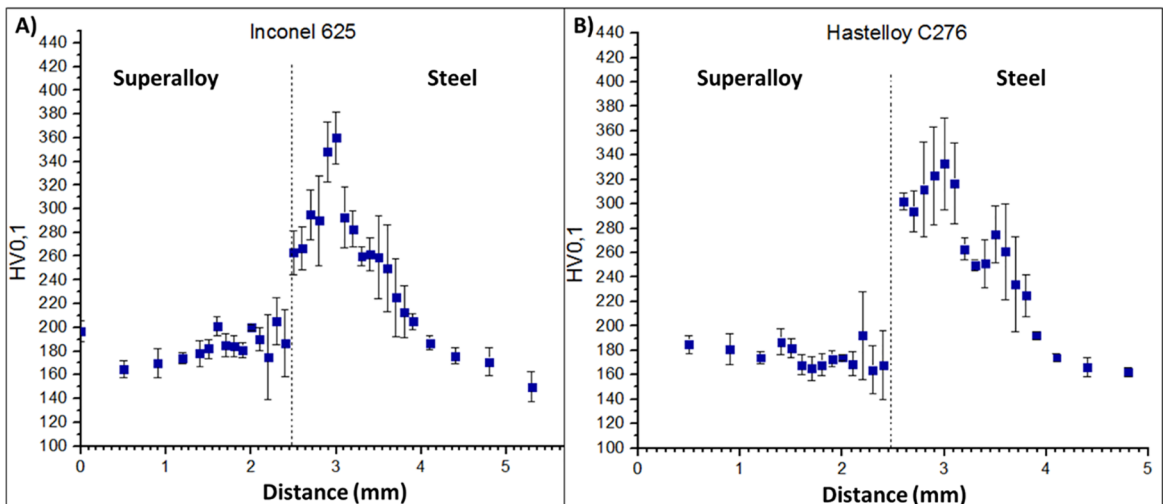 A)
Inconel 625
Superalloy
Steel
HV0,1
440
420
400
380
360
340
320
300
280
260
240
220
200
180
160
140
120
100
0 1 2 3 4 5
Distance (mm)
B)
Hastelloy C276
Superalloy
Steel
HV0,1
440
420
400
380
360
340
320
300
280
260
240
220
200
180
160
140
120
100
0 1 2 3 4 5
Distance (mm)